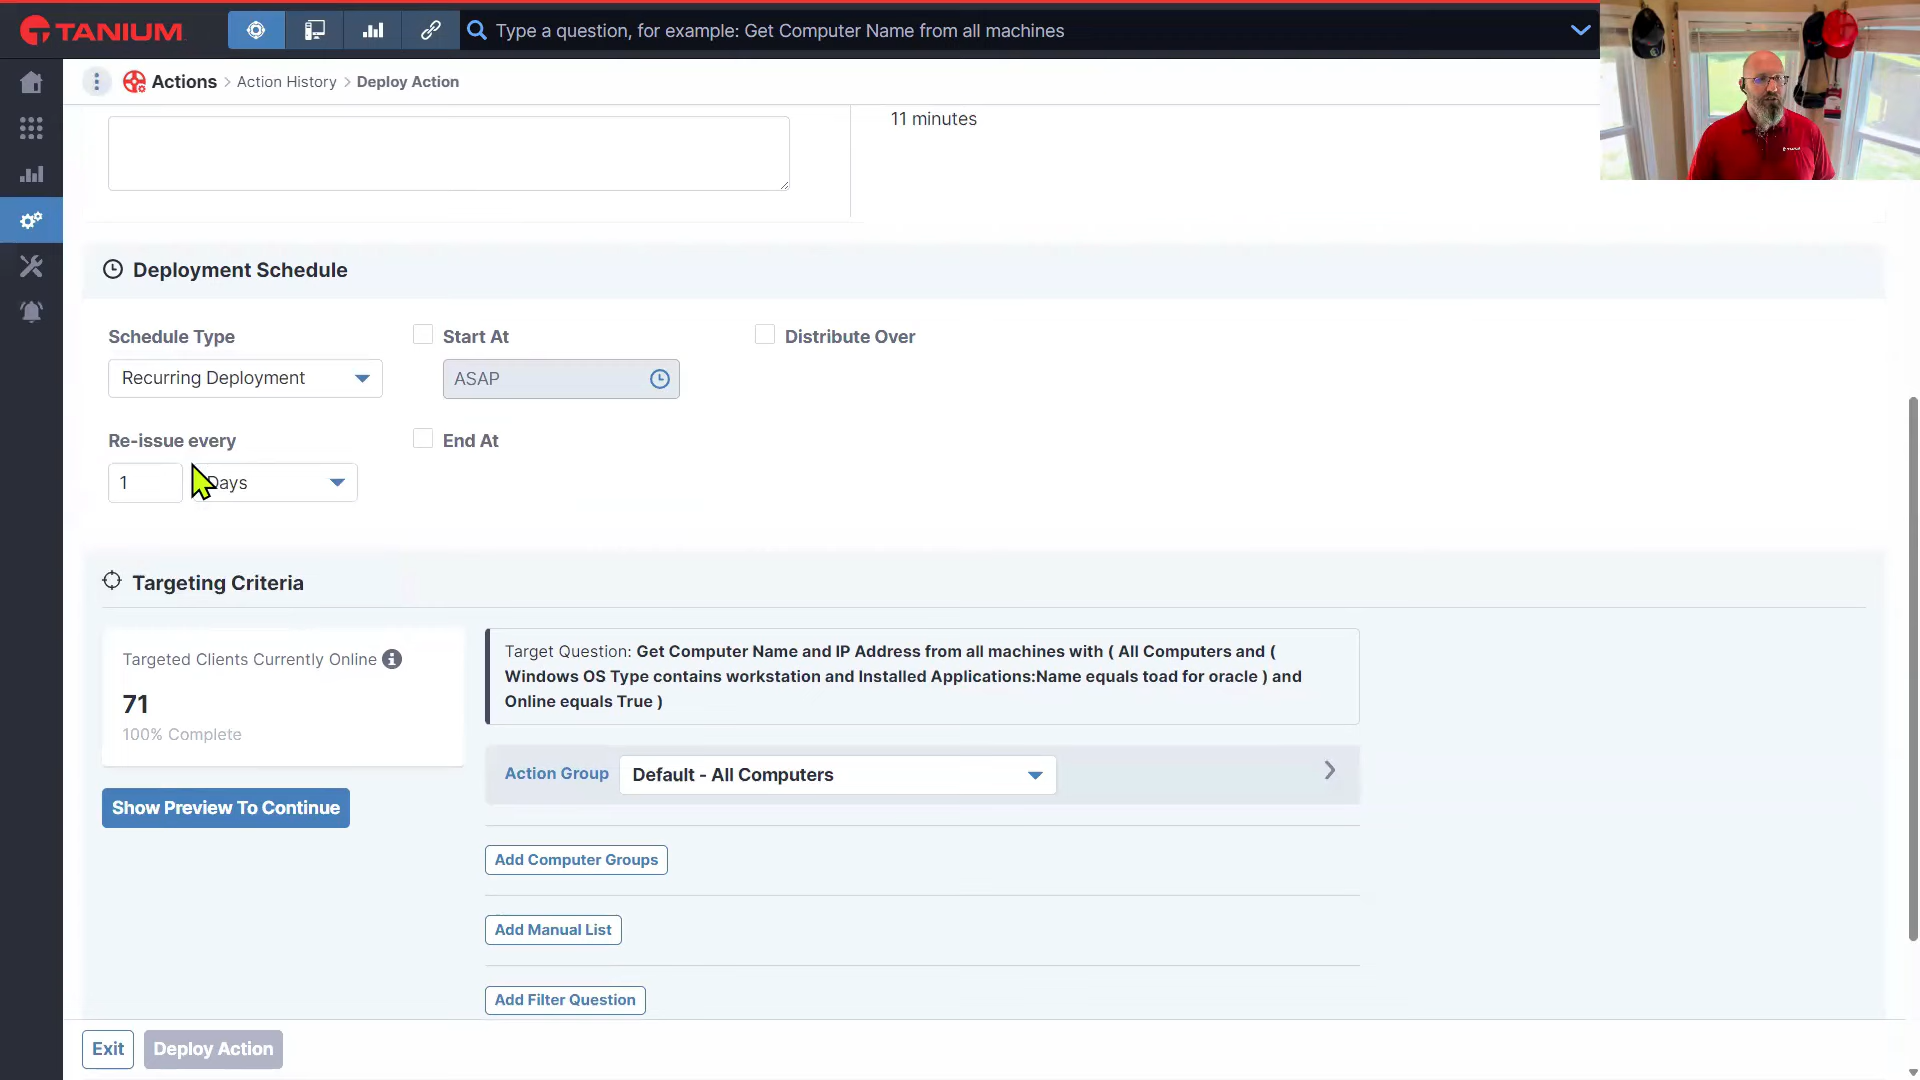 TANIUM
Type a question, for example: Get Computer Name from all machines
Actions > Action History > Deploy Action
11 minutes
Deployment Schedule
Schedule Type
Start At
Distribute Over
Recurring Deployment
ASAP
Re-issue every
End At
1
Days
Targeting Criteria
Targeted Clients Currently Online
71
100% Complete
Show Preview To Continue
Target Question: Get Computer Name and IP Address from all machines with ( All Computers and (
Windows OS Type contains workstation and Installed Applications:Name equals toad for oracle ) and
Online equals True )
Action Group
Default - All Computers
Add Computer Groups
Add Manual List
Add Filter Question
Exit
Deploy Action